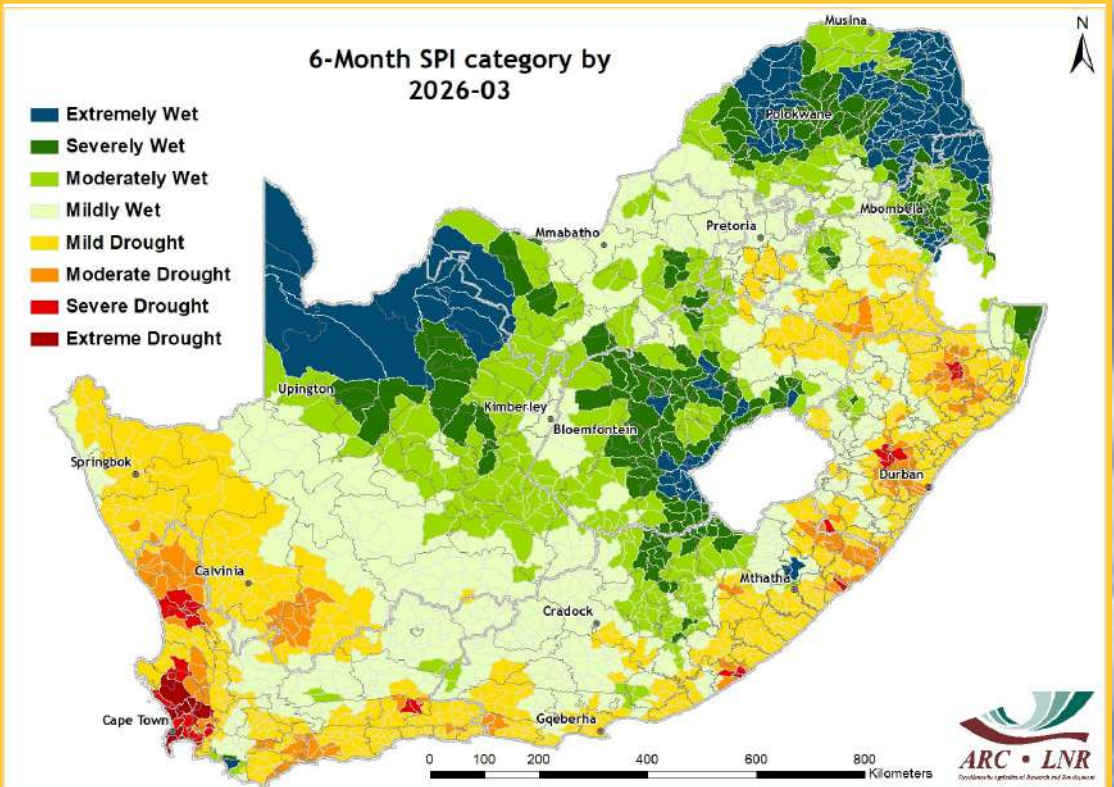 6-Month SPI category by
2026-03
N
Extremely Wet
Severely Wet
Moderately Wet
Mildly Wet
Mild Drought
Moderate Drought
Severe Drought
Extreme Drought
Musina
Polokwane
Mbombela
Pretoria
Mmabatho
Upington
Kimberley
Bloemfontein
Springbok
Durban
Calvinia
Mthatha
Cradock
Cape Town
Gqeberha
0 100 200 400 600 800
Kilometers
ARC • LNR